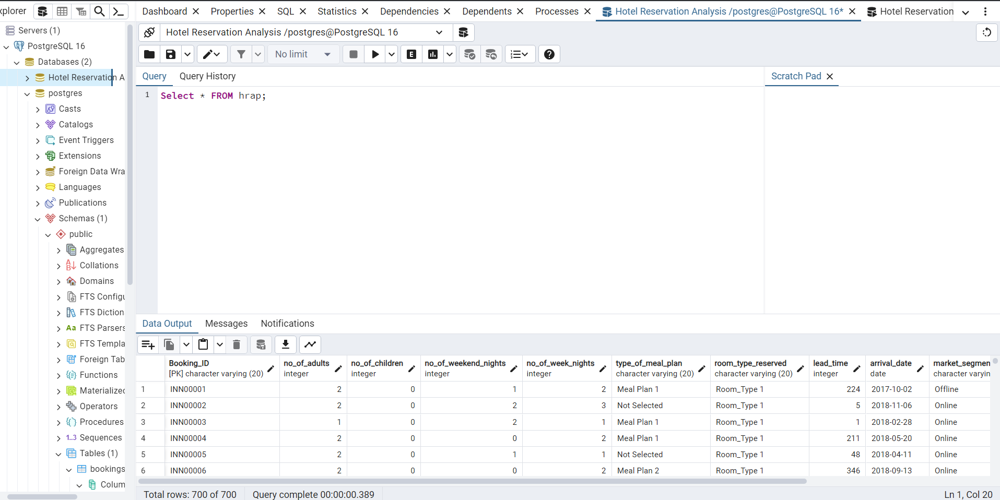 xplorer
Dashboard Properties SQL Statistics Dependencies Dependents Processes Hotel Reservation Analysis /postgres@PostgreSQL 16* Hotel Reservation
Servers (1)
PostgreSQL 16
Databases (2)
Hotel Reservation A
postgres
Casts
Catalogs
Event Triggers
Extensions
Foreign Data Wra
Languages
Publications
Schemas (1)
public
Aggregates
Collations
Domains
FTS Configu
FTS Diction
FTS Parsers
FTS Templa
Foreign Tab
Functions
Materialized
Operators
Procedures
1..3 Sequences
Tables (1)
bookings
Colum
Hotel Reservation Analysis /postgres@PostgreSQL 16
No limit
E
Query Query History
Scratch Pad
1 Select * FROM hrap;
Data Output Messages Notifications
Booking_ID no_of_adults no_of_children no_of_weekend_nights no_of_week_nights type_of_meal_plan room_type_reserved lead_time arrival_date market_segmen
[PK] character varying (20) integer integer integer integer character varying (20) character varying (20) integer date character varyin
1 INN00001 2 0 1 2 Meal Plan 1 Room_Type 1 224 2017-10-02 Offline
2 INN00002 2 0 2 3 Not Selected Room_Type 1 5 2018-11-06 Online
3 INN00003 1 0 2 1 Meal Plan 1 Room_Type 1 1 2018-02-28 Online
4 INN00004 2 0 0 2 Meal Plan 1 Room_Type 1 211 2018-05-20 Online
5 INN00005 2 0 1 1 Not Selected Room_Type 1 48 2018-04-11 Online
6 INN00006 2 0 0 2 Meal Plan 2 Room_Type 1 346 2018-09-13 Online
Total rows: 700 of 700 Query complete 00:00:00.389
Ln 1, Col 20